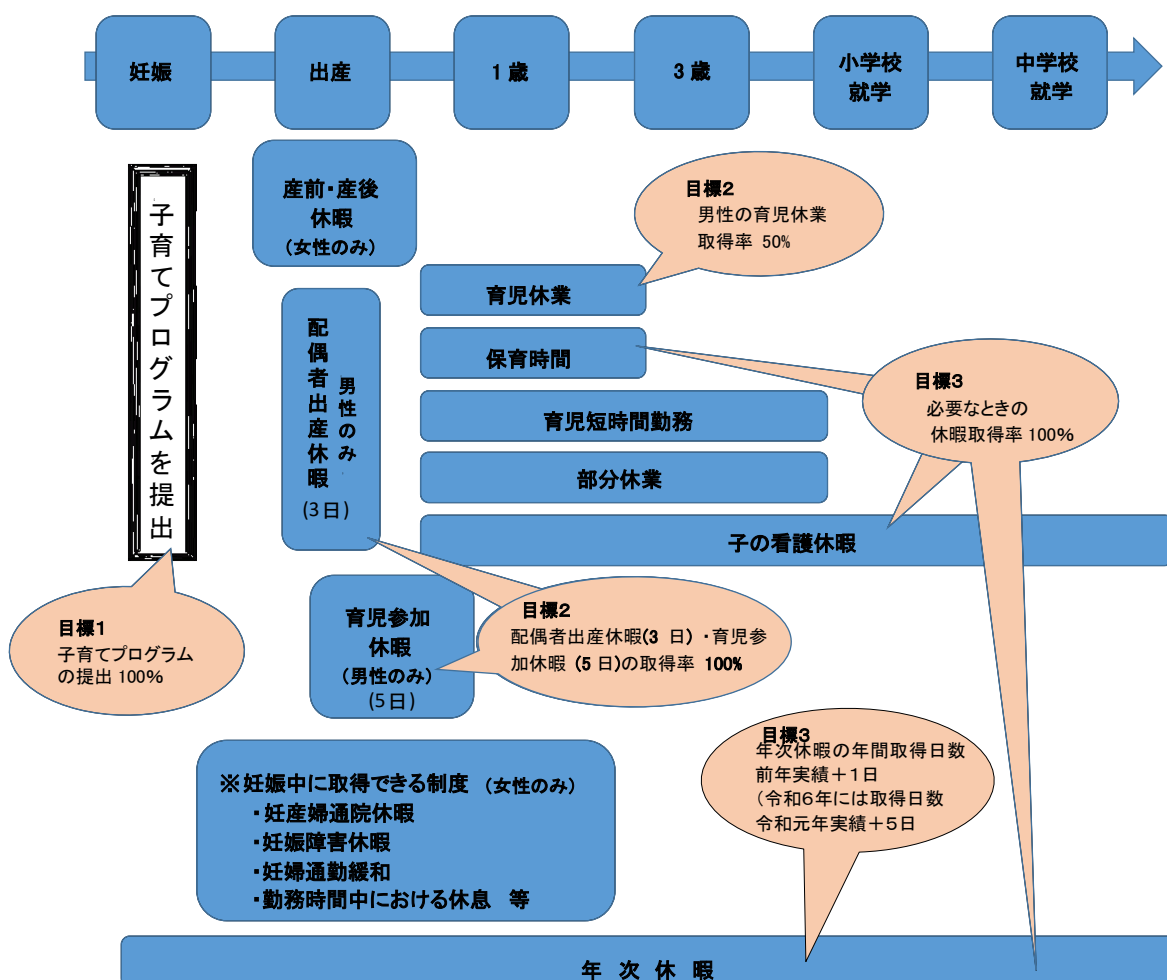 妊娠
出産
1歳
3歳
小学校
就学
中学校
就学
子育てプログラムを提出
産前・産後
休暇
(女性のみ)
目標2
男性の育児休業
取得率 50%
育児休業
配偶者出産休暇
男性のみ
(3日)
保育時間
目標3
必要なときの
休暇取得率100%
育児短時間勤務
部分休業
子の看護休暇
目標1
子育てプログラム
の提出 100%
育児参加
休暇
(男性のみ)
(5日)
目標2
配偶者出産休暇(3 日)・育児参
加休暇 (5 日)の取得率 100%
目標3
年次休暇の年間取得日数
前年実績+1日
(令和6年には取得日数
令和元年実績+5日
※妊娠中に取得できる制度 (女性のみ)
・妊産婦通院休暇
・妊娠障害休暇
・妊婦通勤緩和
・勤務時間中における休息 等
年 次 休 暇